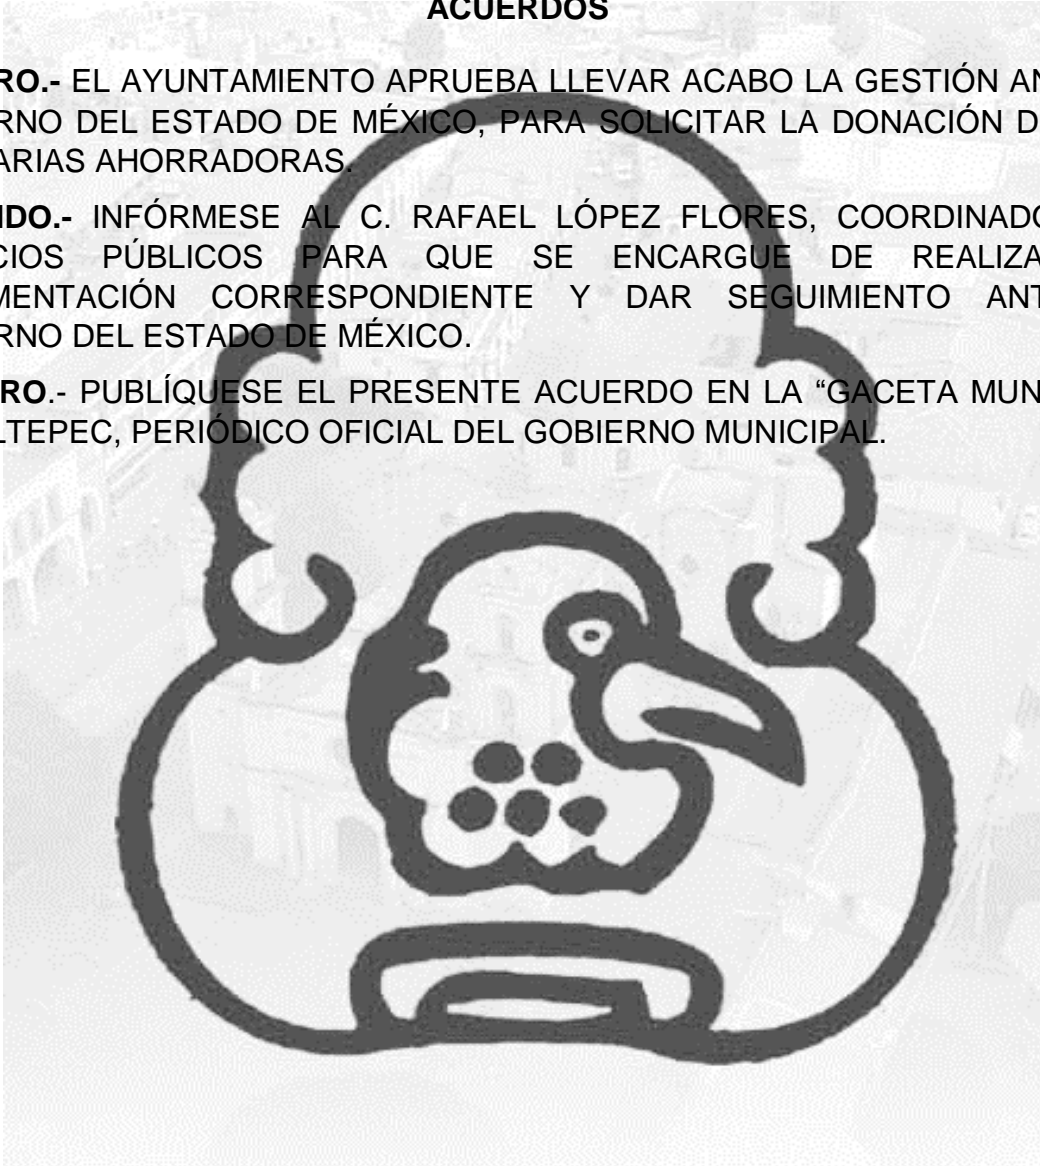 ACUERDOS
RO.- EL AYUNTAMIENTO APRUEBA LLEVAR ACABO LA GESTIÓN AN
RNO DEL ESTADO DE MÉXICO, PARA SOLICITAR LA DONACIÓN D
ARIAS AHORRADORAS.
NDO.- INFÓRMESE AL C. RAFAEL LÓPEZ FLORES, COORDINADO
CIOS PÚBLICOS PARA QUE SE ENCARGUE DE REALIZA
MENTACIÓN CORRESPONDIENTE Y DAR SEGUIMIENTO ANT
RNO DEL ESTADO DE MÉXICO.
RO.- PUBLÍQUESE EL PRESENTE ACUERDO EN LA “GACETA MUN
LTEPEC, PERIÓDICO OFICIAL DEL GOBIERNO MUNICIPAL.